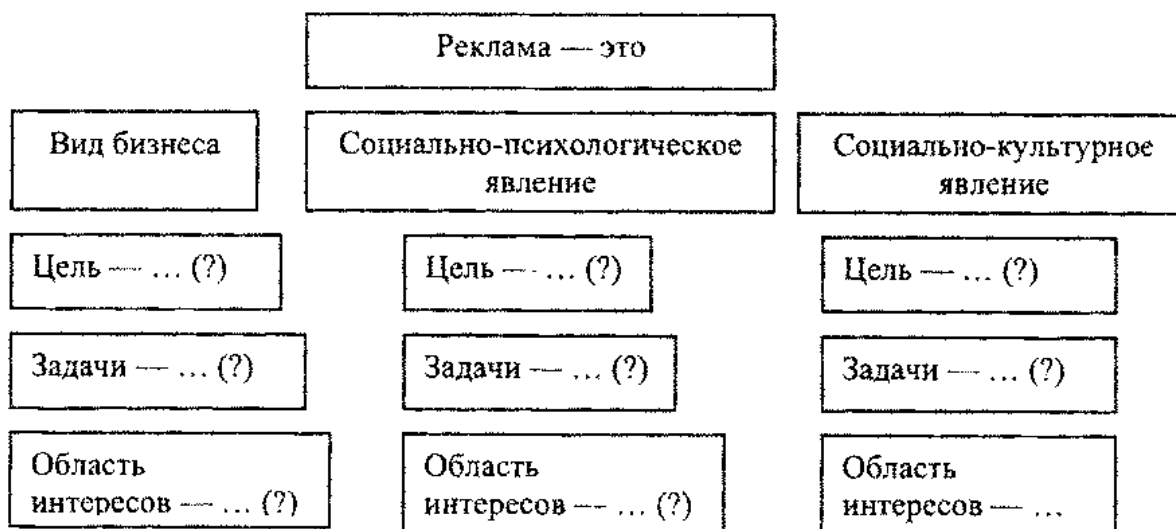 Реклама — это
Вид бизнеса
Социально-психологическое
явление
Социально-культурное
явление
Цель — … (?)
Цель — … (?)
Цель — … (?)
Задачи — … (?)
Задачи — … (?)
Задачи — … (?)
Область
интересов — … (?)
Область
интересов — … (?)
Область
интересов — …